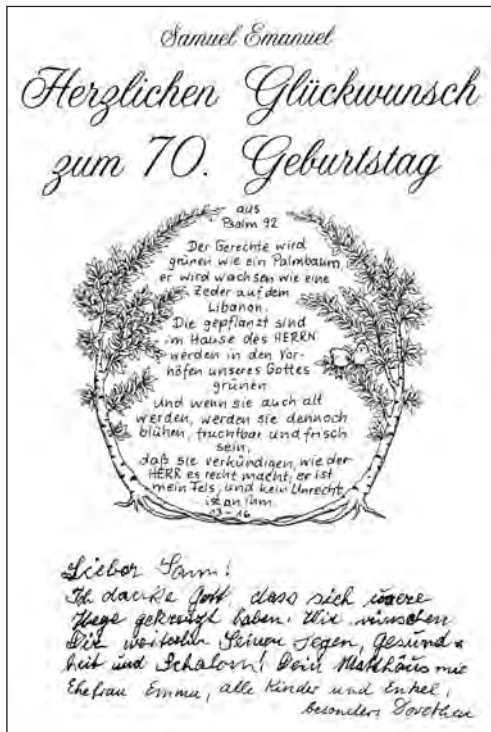 Samuel Emanuel
Herzlichen Glückwunsch
zum 70. Geburtstag
aus
Psalm 92
Der Gerechte wird
grünen wie ein Palmbaum,
er wird wachsen wie eine
Zeder auf dem
Libanon.
Die gepflanzt sind
im Hause des HERRN
werden in den Vor-
höfen unseres Gottes
grünen
Und wenn sie auch alt
werden, werden sie dennoch
blühen, fruchtbar und frisch
sein,
daß sie verkündigen, wie der
HERR es recht macht; er ist
mein Fels, und kein Unrecht
ist an ihm.
13-16
Lieber Sam!
Ich danke Gott, dass sich unsere
Wege gekreuzt haben. Wir wünschen
Dir weiterhin Seinen Segen, Gesund-
heit und Schalom! Dein Matthäus mit
Ehefrau Emma, alle Kinder und Enkel,
besonders Dorothea